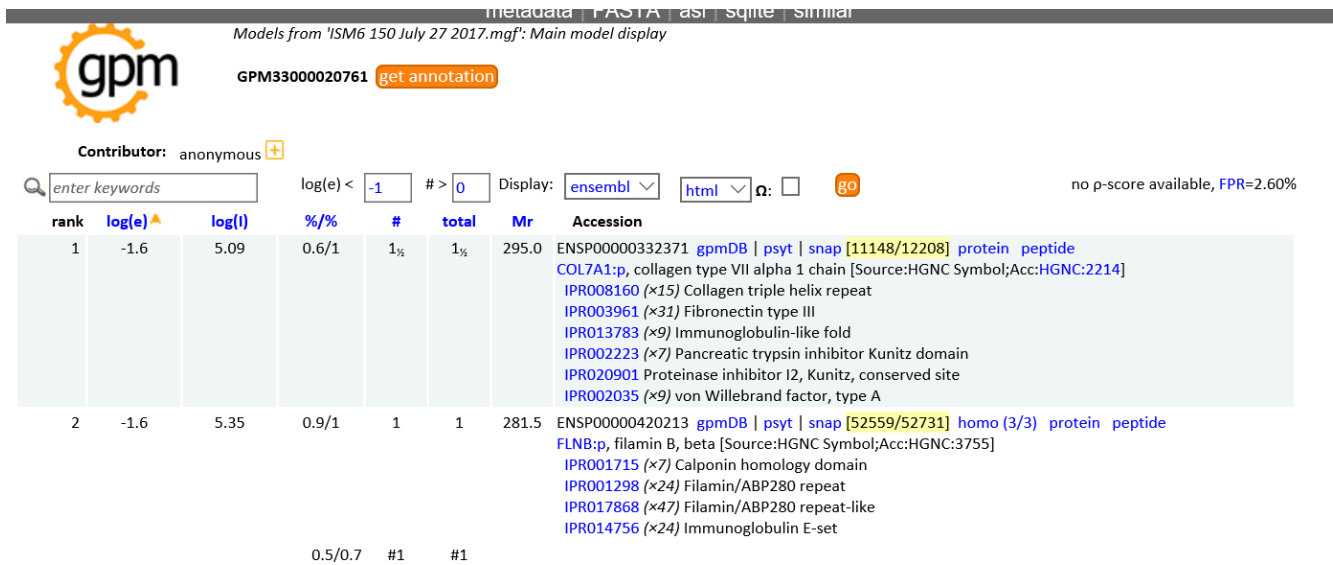 metadata | FASTA | asf | sqlite | similar
Models from 'ISM6 150 July 27 2017.mgf': Main model display
gpm
GPM33000020761 get annotation
Contributor: anonymous +
enter keywords log(e) < -1 # > 0 Display: ensembl html Ω: go no ρ-score available, FPR=2.60%
rank log(e) log(I) %/% # total Mr Accession
1 -1.6 5.09 0.6/1 1½ 1½ 295.0 ENSP00000332371 gpmDB | psyt | snap [11148/12208] protein peptide
COL7A1:p, collagen type VII alpha 1 chain [Source:HGNC Symbol;Acc:HGNC:2214]
IPR008160 (×15) Collagen triple helix repeat
IPR003961 (×31) Fibronectin type III
IPR013783 (×9) Immunoglobulin-like fold
IPR002223 (×7) Pancreatic trypsin inhibitor Kunitz domain
IPR020901 Proteinase inhibitor I2, Kunitz, conserved site
IPR002035 (×9) von Willebrand factor, type A
2 -1.6 5.35 0.9/1 1 1 281.5 ENSP00000420213 gpmDB | psyt | snap [52559/52731] homo (3/3) protein peptide
FLNB:p, filamin B, beta [Source:HGNC Symbol;Acc:HGNC:3755]
IPR001715 (×7) Calponin homology domain
IPR001298 (×24) Filamin/ABP280 repeat
IPR017868 (×47) Filamin/ABP280 repeat-like
IPR014756 (×24) Immunoglobulin E-set
0.5/0.7 #1 #1